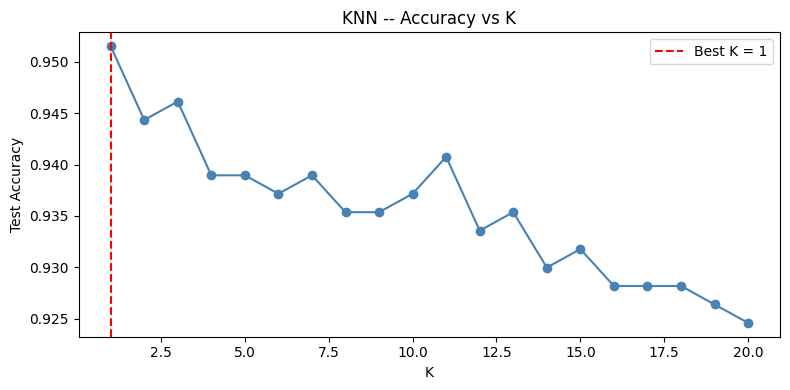 KNN -- Accuracy vs K
Best K = 1
Test Accuracy
0.950
0.945
0.940
0.935
0.930
0.925
2.5 5.0 7.5 10.0 12.5 15.0 17.5 20.0
K